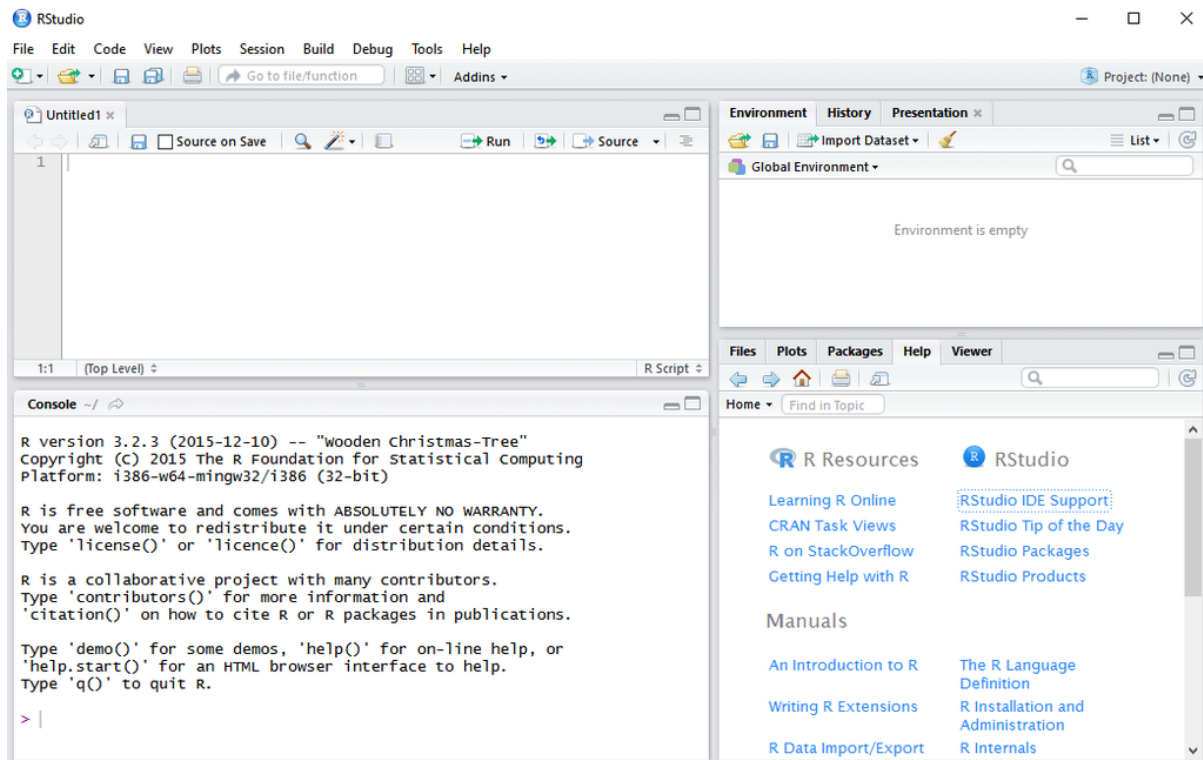 RStudio
File Edit Code View Plots Session Build Debug Tools Help
Go to file/function Addins Project: (None)
Untitled1
Source on Save Run Source
1
1:1 (Top Level) R Script
Console ~/
R version 3.2.3 (2015-12-10) -- "Wooden Christmas-Tree"
Copyright (C) 2015 The R Foundation for Statistical Computing
Platform: i386-w64-mingw32/i386 (32-bit)
R is free software and comes with ABSOLUTELY NO WARRANTY.
You are welcome to redistribute it under certain conditions.
Type 'license()' or 'licence()' for distribution details.
R is a collaborative project with many contributors.
Type 'contributors()' for more information and
'citation()' on how to cite R or R packages in publications.
Type 'demo()' for some demos, 'help()' for on-line help, or
'help.start()' for an HTML browser interface to help.
Type 'q()' to quit R.
>
Environment History Presentation
Import Dataset List
Global Environment
Environment is empty
Files Plots Packages Help Viewer
Home Find in Topic
R R Resources R RStudio
Learning R Online RStudio IDE Support
CRAN Task Views RStudio Tip of the Day
R on StackOverflow RStudio Packages
Getting Help with R RStudio Products
Manuals
An Introduction to R The R Language
Definition
Writing R Extensions R Installation and
Administration
R Data Import/Export R Internals